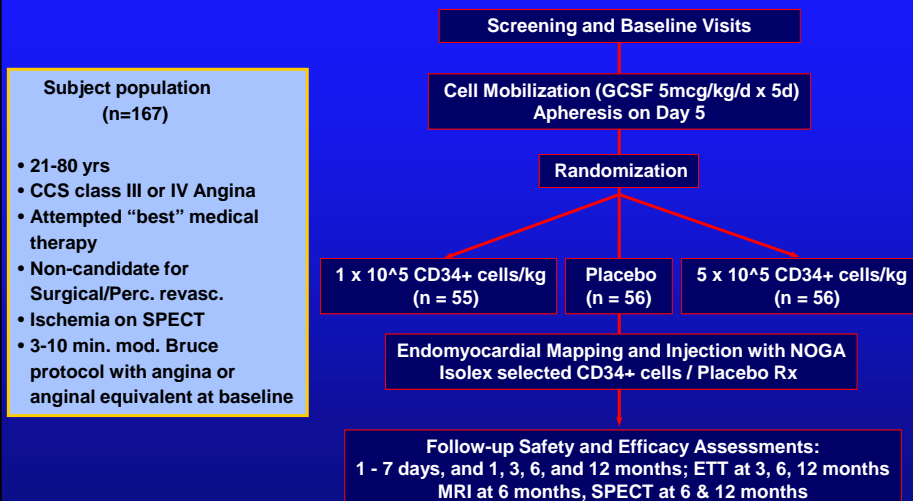 Screening and Baseline Visits
Subject population
(n=167)
• 21-80 yrs
• CCS class III or IV Angina
• Attempted “best” medical
therapy
• Non-candidate for
Surgical/Perc. revasc.
• Ischemia on SPECT
• 3-10 min. mod. Bruce
protocol with angina or
anginal equivalent at baseline
Cell Mobilization (GCSF 5mcg/kg/d x 5d)
Apheresis on Day 5
Randomization
1 x 10^5 CD34+ cells/kg
(n = 55)
Placebo
(n = 56)
5 x 10^5 CD34+ cells/kg
(n = 56)
Endomyocardial Mapping and Injection with NOGA
Isolex selected CD34+ cells / Placebo Rx
Follow-up Safety and Efficacy Assessments:
1 - 7 days, and 1, 3, 6, and 12 months; ETT at 3, 6, 12 months
MRI at 6 months, SPECT at 6 & 12 months